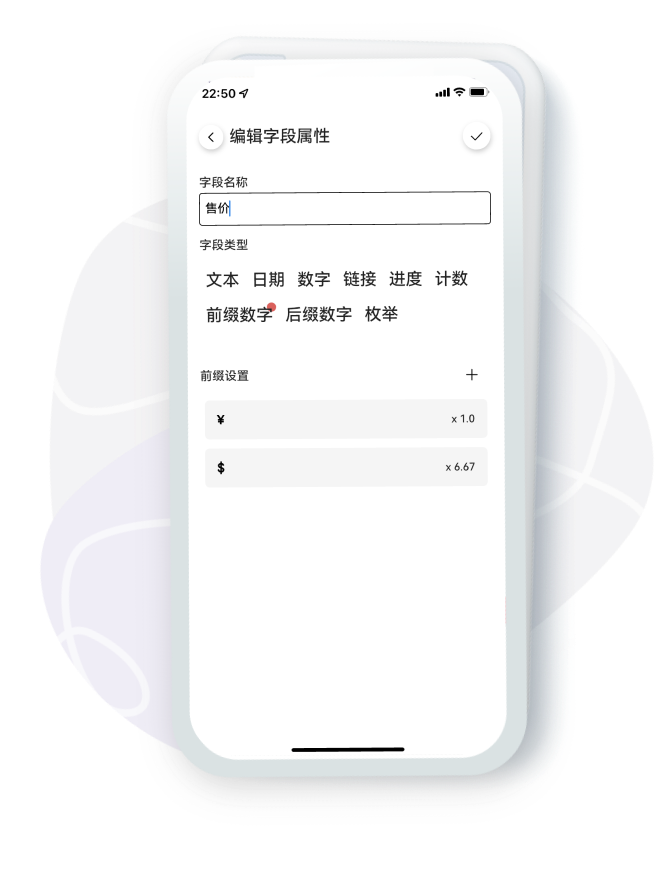 22:50
编辑字段属性
字段名称
售价
字段类型
文本 日期 数字 链接 进度 计数
前缀数字 后缀数字 枚举
前缀设置
¥ x 1.0
$ x 6.67